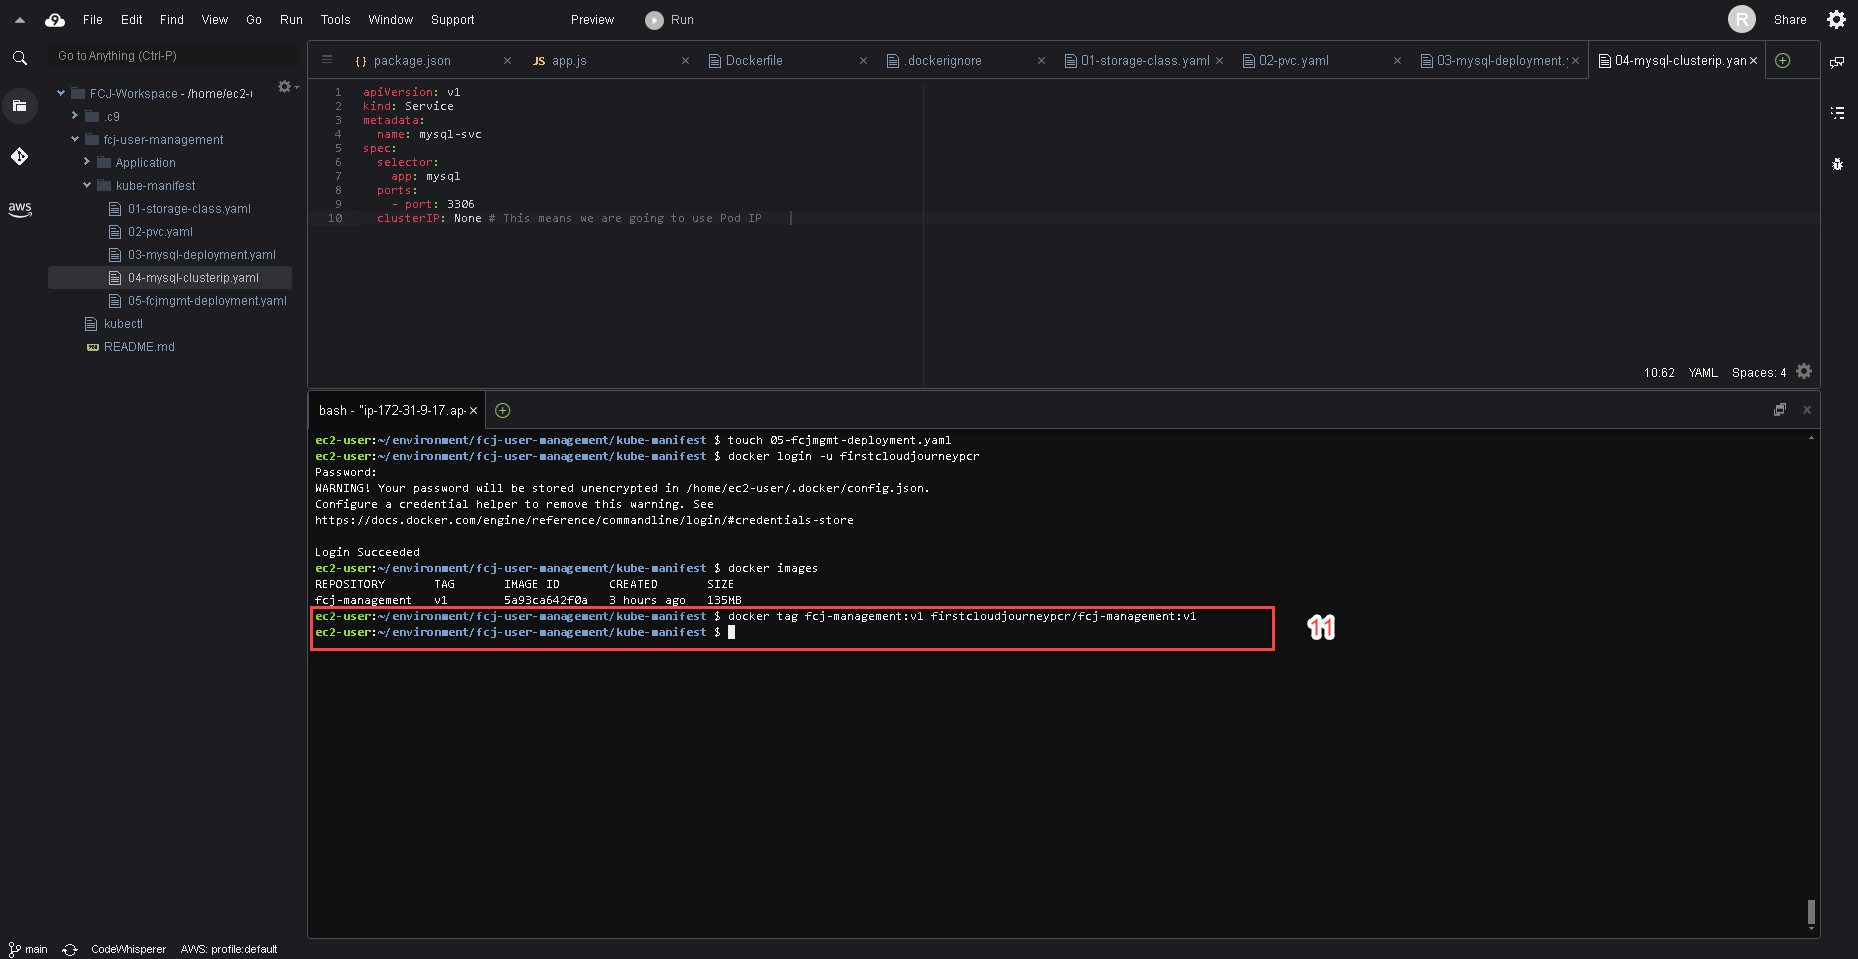 9 File Edit Find View Go Run Tools Window Support Preview Run R Share
Go to Anything (Ctrl-P)
{} package.json × JS app.js × Dockerfile × .dockerignore × 01-storage-class.yaml × 02-pvc.yaml × 03-mysql-deployment.y × 04-mysql-clusterip.yan ×
FCJ-Workspace - /home/ec2-u
.c9
fcj-user-management
Application
kube-manifest
01-storage-class.yaml
02-pvc.yaml
03-mysql-deployment.yaml
04-mysql-clusterip.yaml
05-fcjmgmt-deployment.yaml
kubectl
README.md
aws
1 apiVersion: v1
2 kind: Service
3 metadata:
4   name: mysql-svc
5 spec:
6   selector:
7     app: mysql
8   ports:
9     - port: 3306
10   clusterIP: None # This means we are going to use Pod IP
10:62 YAML Spaces: 4
bash - "ip-172-31-9-17.ap- ×
ec2-user:~/environment/fcj-user-management/kube-manifest $ touch 05-fcjmgmt-deployment.yaml
ec2-user:~/environment/fcj-user-management/kube-manifest $ docker login -u firstcloudjourneypcr
Password:
WARNING! Your password will be stored unencrypted in /home/ec2-user/.docker/config.json.
Configure a credential helper to remove this warning. See
https://docs.docker.com/engine/reference/commandline/login/#credentials-store
Login Succeeded
ec2-user:~/environment/fcj-user-management/kube-manifest $ docker images
REPOSITORY TAG IMAGE ID CREATED SIZE
fcj-management v1 5a93ca642f0a 3 hours ago 135MB
ec2-user:~/environment/fcj-user-management/kube-manifest $ docker tag fcj-management:v1 firstcloudjourneypcr/fcj-management:v1
ec2-user:~/environment/fcj-user-management/kube-manifest $
11
main CodeWhisperer AWS: profile:default